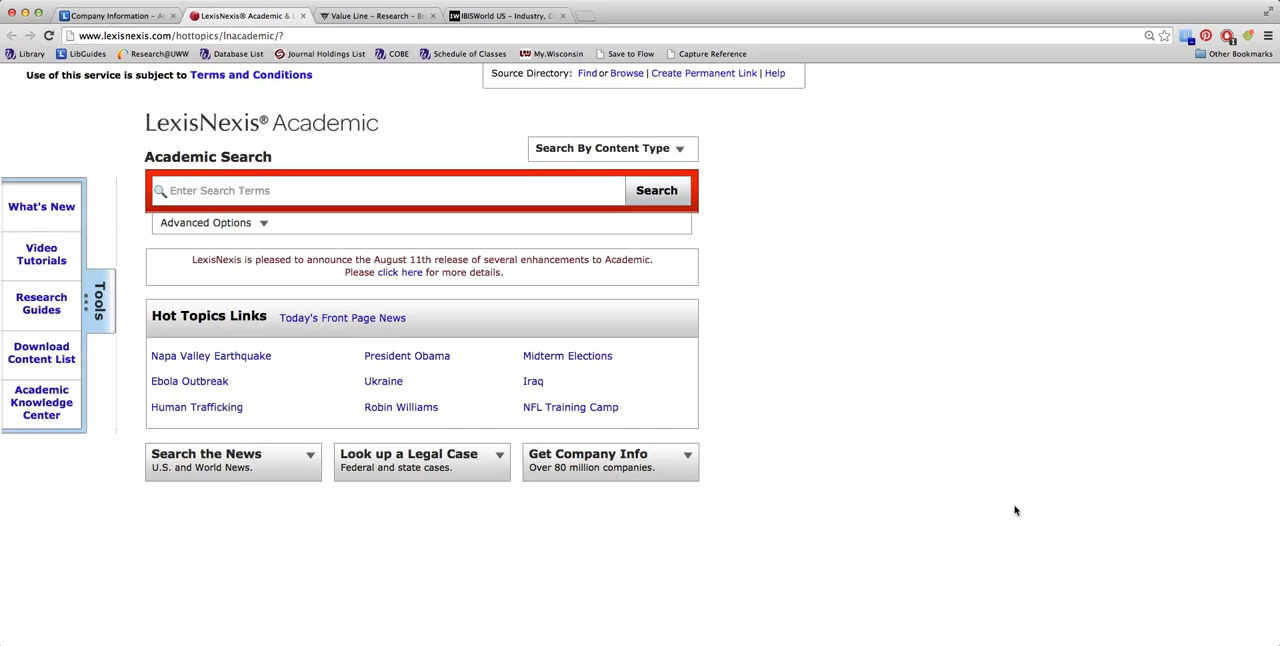 Company Information - A
LexisNexis® Academic & L
Value Line - Research - Br
IBISWorld US - Industry, C
www.lexisnexis.com/hottopics/lnacademic/?
Library
LibGuides
Research@UWW
Database List
Journal Holdings List
COBE
Schedule of Classes
My.Wisconsin
Save to Flow
Capture Reference
Other Bookmarks
Use of this service is subject to Terms and Conditions
Source Directory: Find or Browse | Create Permanent Link | Help
LexisNexis® Academic
Search By Content Type
Academic Search
Enter Search Terms
Search
Advanced Options
What's New
Video
Tutorials
Research
Guides
Download
Content List
Academic
Knowledge
Center
Tools
LexisNexis is pleased to announce the August 11th release of several enhancements to Academic.
Please click here for more details.
Hot Topics Links
Today's Front Page News
Napa Valley Earthquake
President Obama
Midterm Elections
Ebola Outbreak
Ukraine
Iraq
Human Trafficking
Robin Williams
NFL Training Camp
Search the News
U.S. and World News.
Look up a Legal Case
Federal and state cases.
Get Company Info
Over 80 million companies.